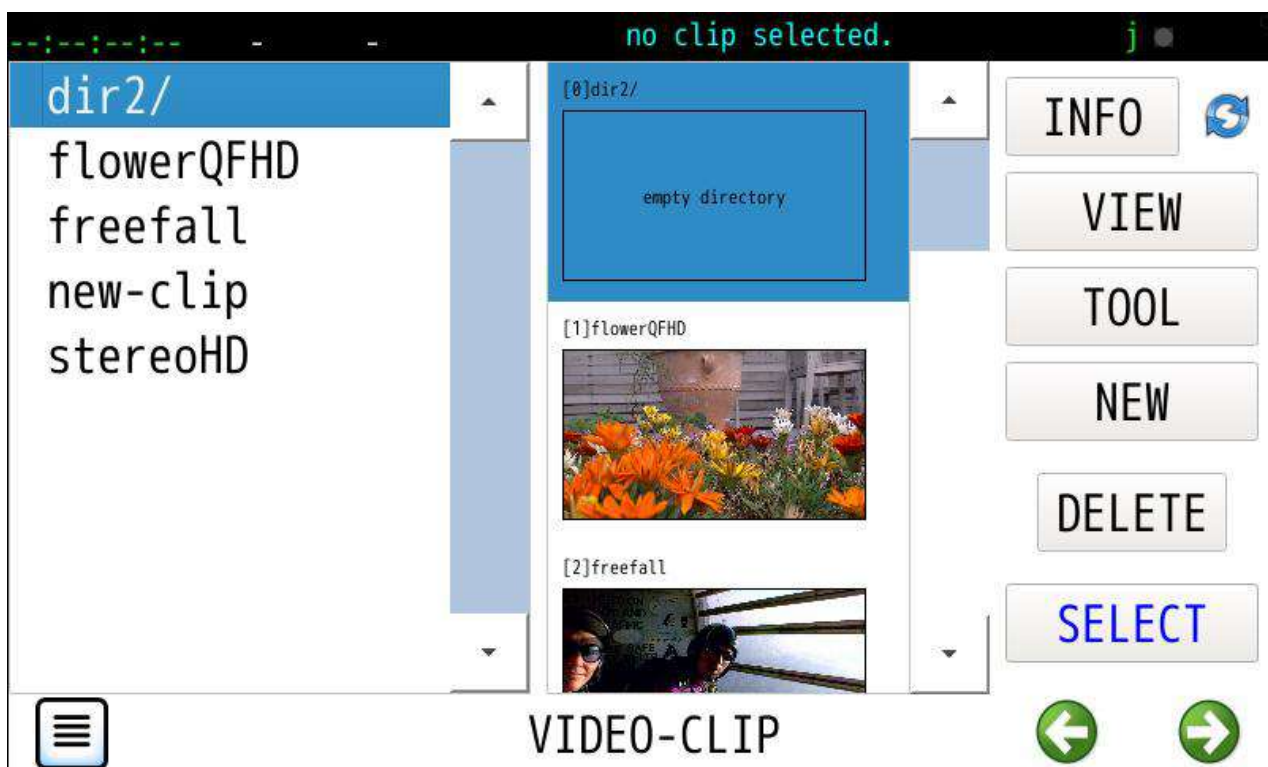 --:--:--:-- - -
no clip selected.
j
dir2/
flowerQFHD
freefall
new-clip
stereoHD
[0]dir2/
empty directory
[1]flowerQFHD
[2]freefall
INFO
VIEW
TOOL
NEW
DELETE
SELECT
VIDEO-CLIP